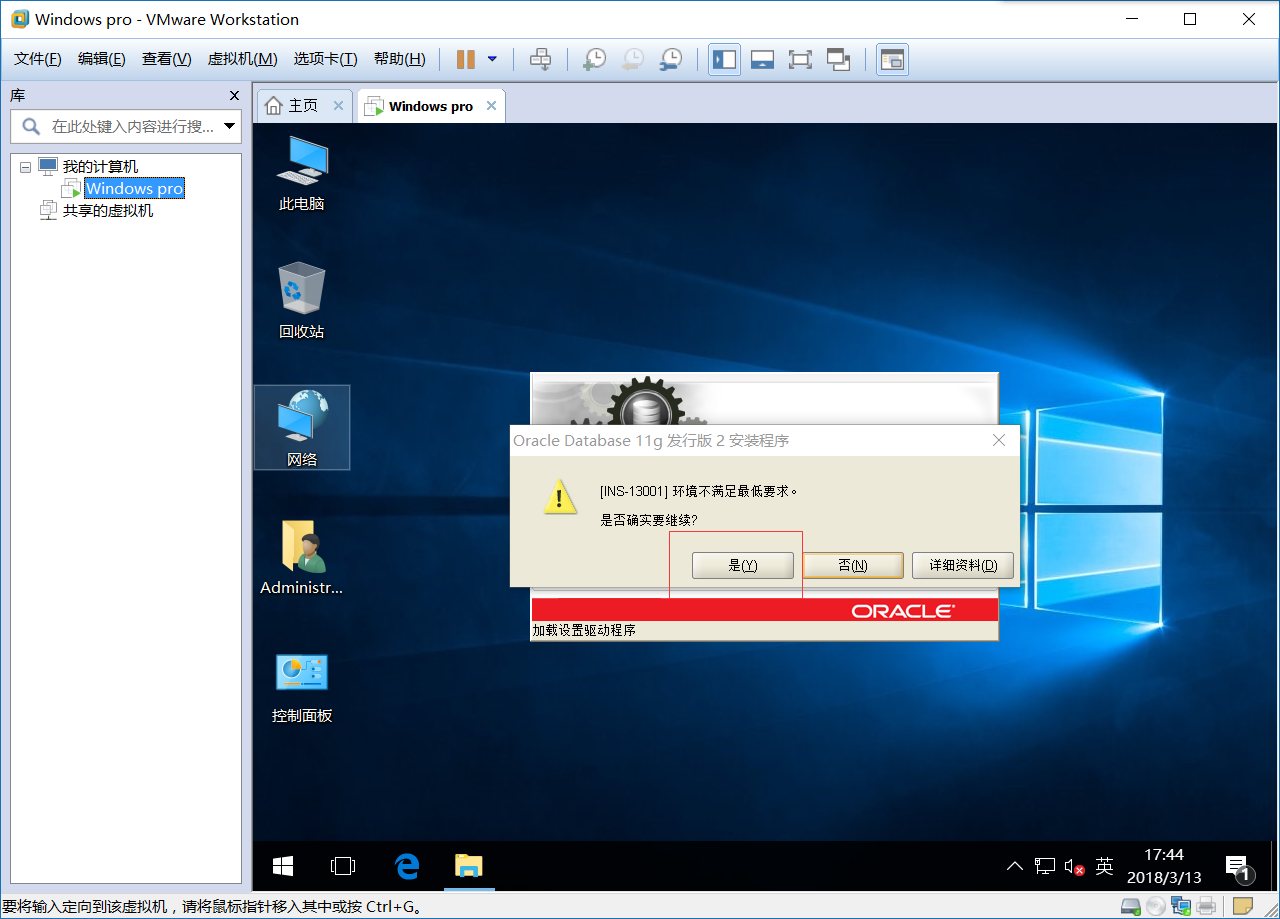 Windows pro - VMware Workstation
文件(F) 编辑(E) 查看(V) 虚拟机(M) 选项卡(T) 帮助(H)
库
在此处键入内容进行搜...
我的计算机
Windows pro
共享的虚拟机
主页
Windows pro
此电脑
回收站
网络
Administr...
控制面板
Oracle Database 11g 发行版 2 安装程序
[INS-13001] 环境不满足最低要求。
是否确实要继续?
是(Y) 否(N) 详细资料(D)
ORACLE
加载设置驱动程序
英
17:44
2018/3/13
1
要将输入定向到该虚拟机，请将鼠标指针移入其中或按 Ctrl+G。